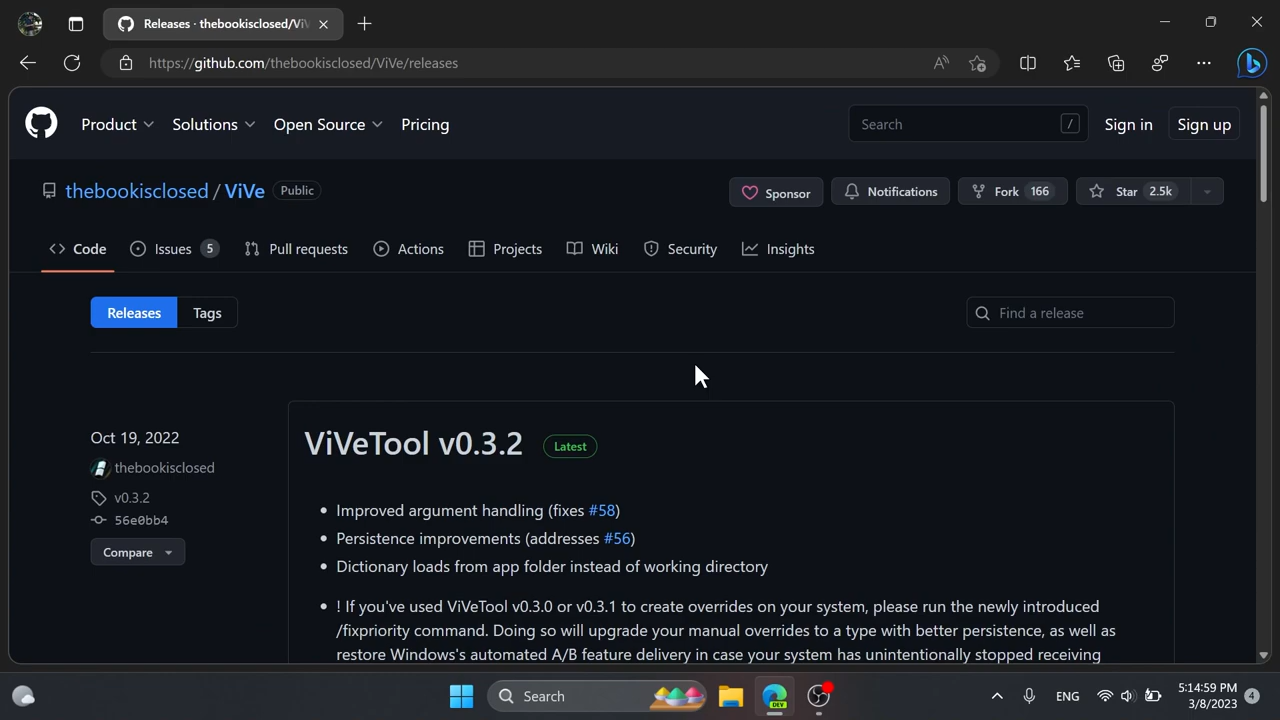 Releases · thebookisclosed/ViV
https://github.com/thebookisclosed/ViVe/releases
Product
Solutions
Open Source
Pricing
Search
/
Sign in
Sign up
thebookisclosed / ViVe
Public
Sponsor
Notifications
Fork 166
Star 2.5k
Code
Issues 5
Pull requests
Actions
Projects
Wiki
Security
Insights
Releases
Tags
Find a release
Oct 19, 2022
thebookisclosed
v0.3.2
56e0bb4
Compare
ViVeTool v0.3.2
Latest
Improved argument handling (fixes #58)
Persistence improvements (addresses #56)
Dictionary loads from app folder instead of working directory
! If you've used ViVeTool v0.3.0 or v0.3.1 to create overrides on your system, please run the newly introduced
/fixpriority command. Doing so will upgrade your manual overrides to a type with better persistence, as well as
restore Windows's automated A/B feature delivery in case your system has unintentionally stopped receiving
Search
DEV
ENG
5:14:59 PM
3/8/2023
4